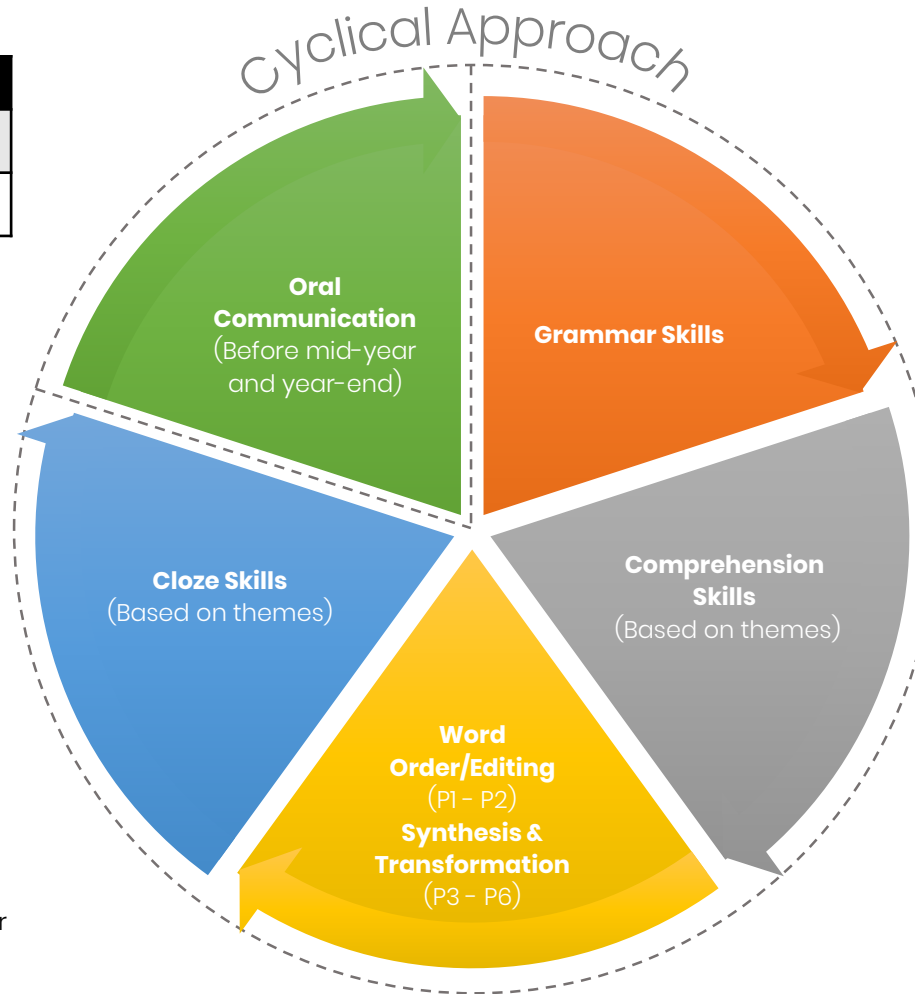 Cyclical Approach
Oral
Communication
(Before mid-year
and year-end)
Grammar Skills
Comprehension
Skills
(Based on themes)
Word
Order/Editing
(P1 - P2)
Synthesis &
Transformation
(P3 - P6)
Cloze Skills
(Based on themes)
r